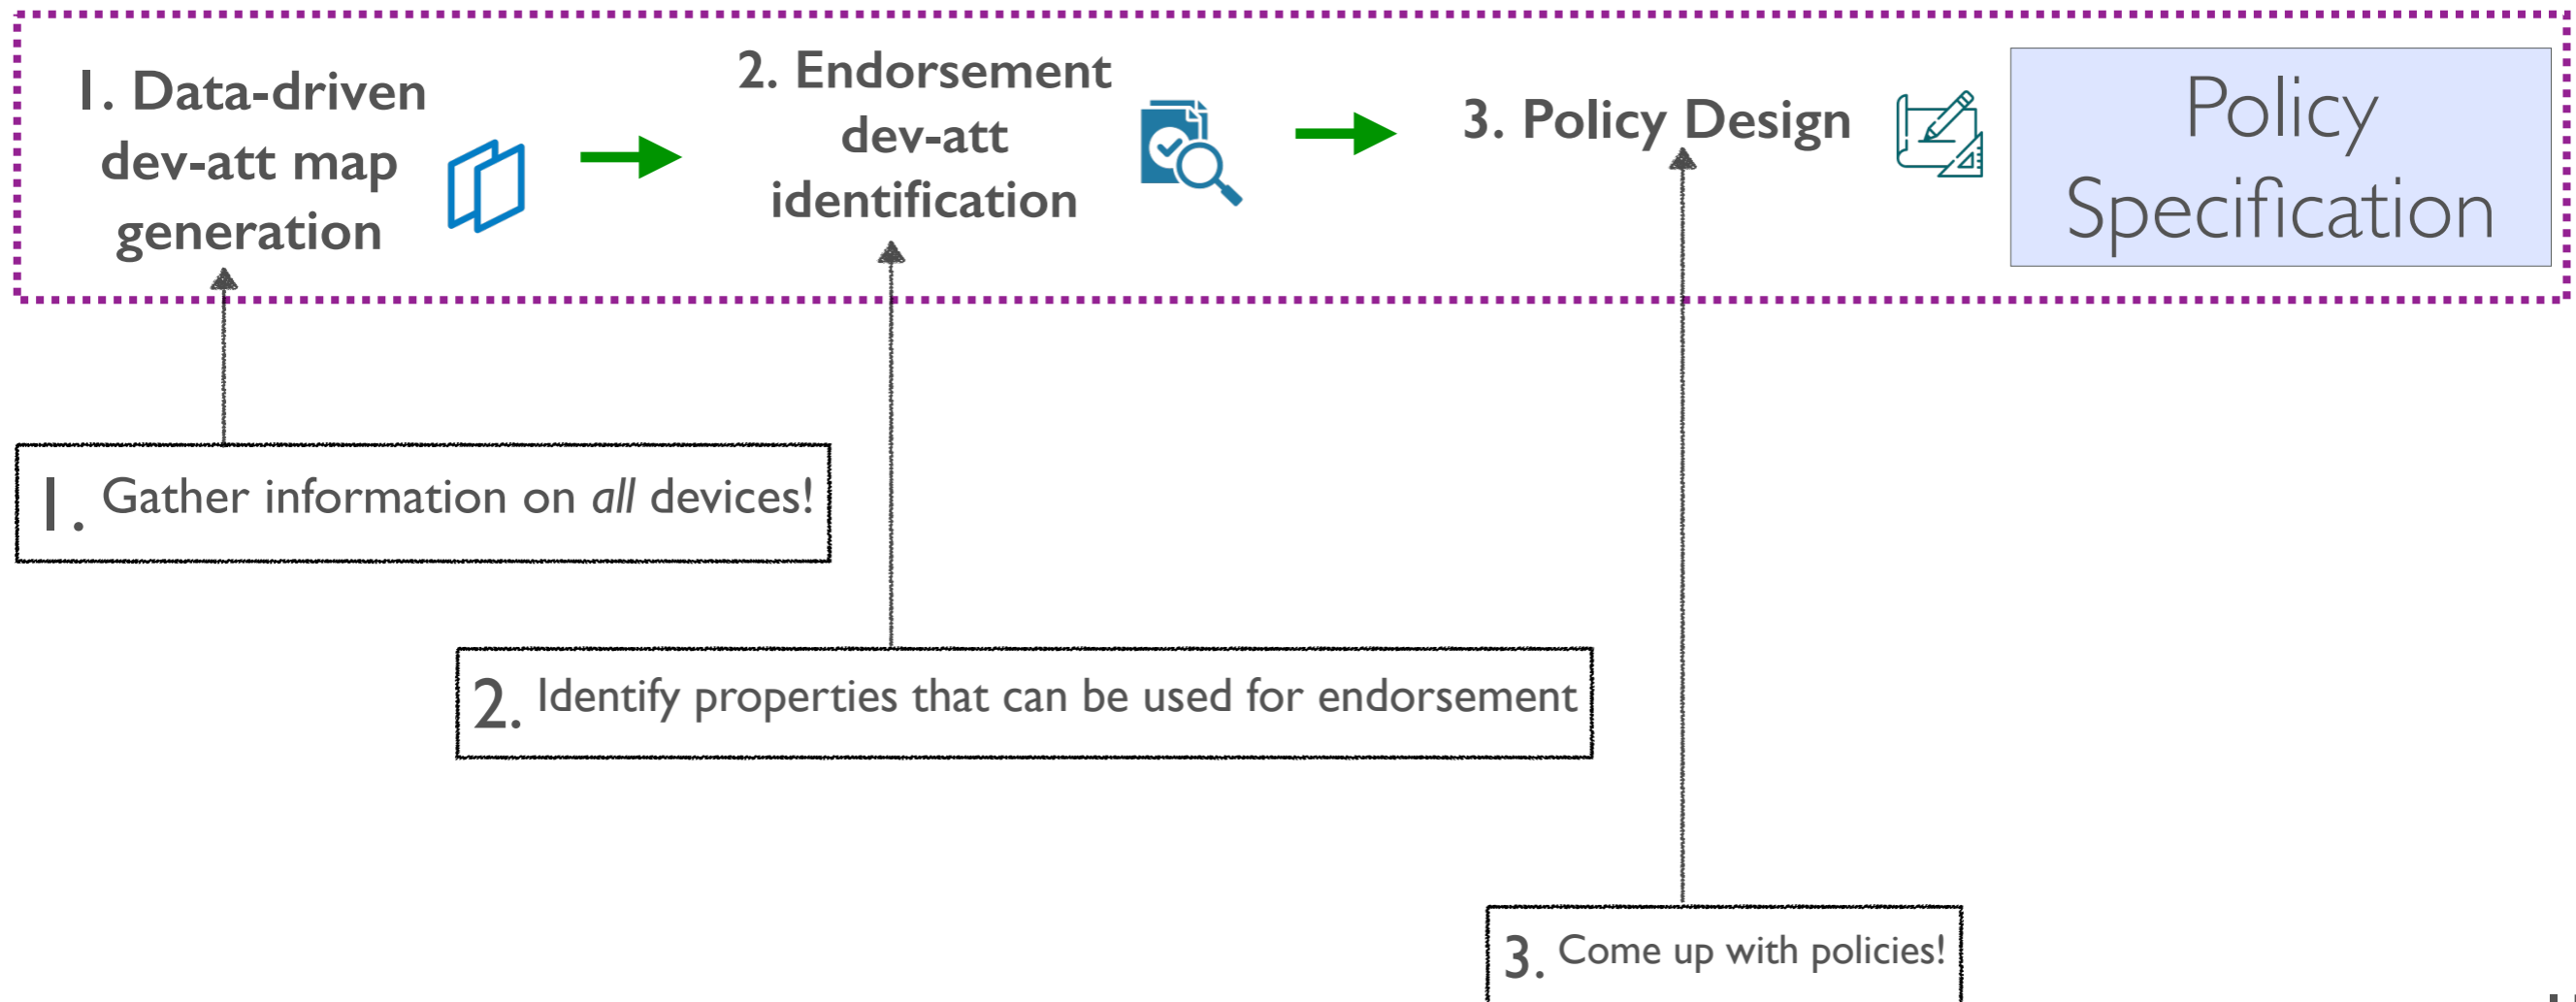 1. Data-driven
dev-att map
generation
2. Endorsement
dev-att
identification
3. Policy Design
Policy
Specification
1. Gather information on all devices!
2. Identify properties that can be used for endorsement
3. Come up with policies!